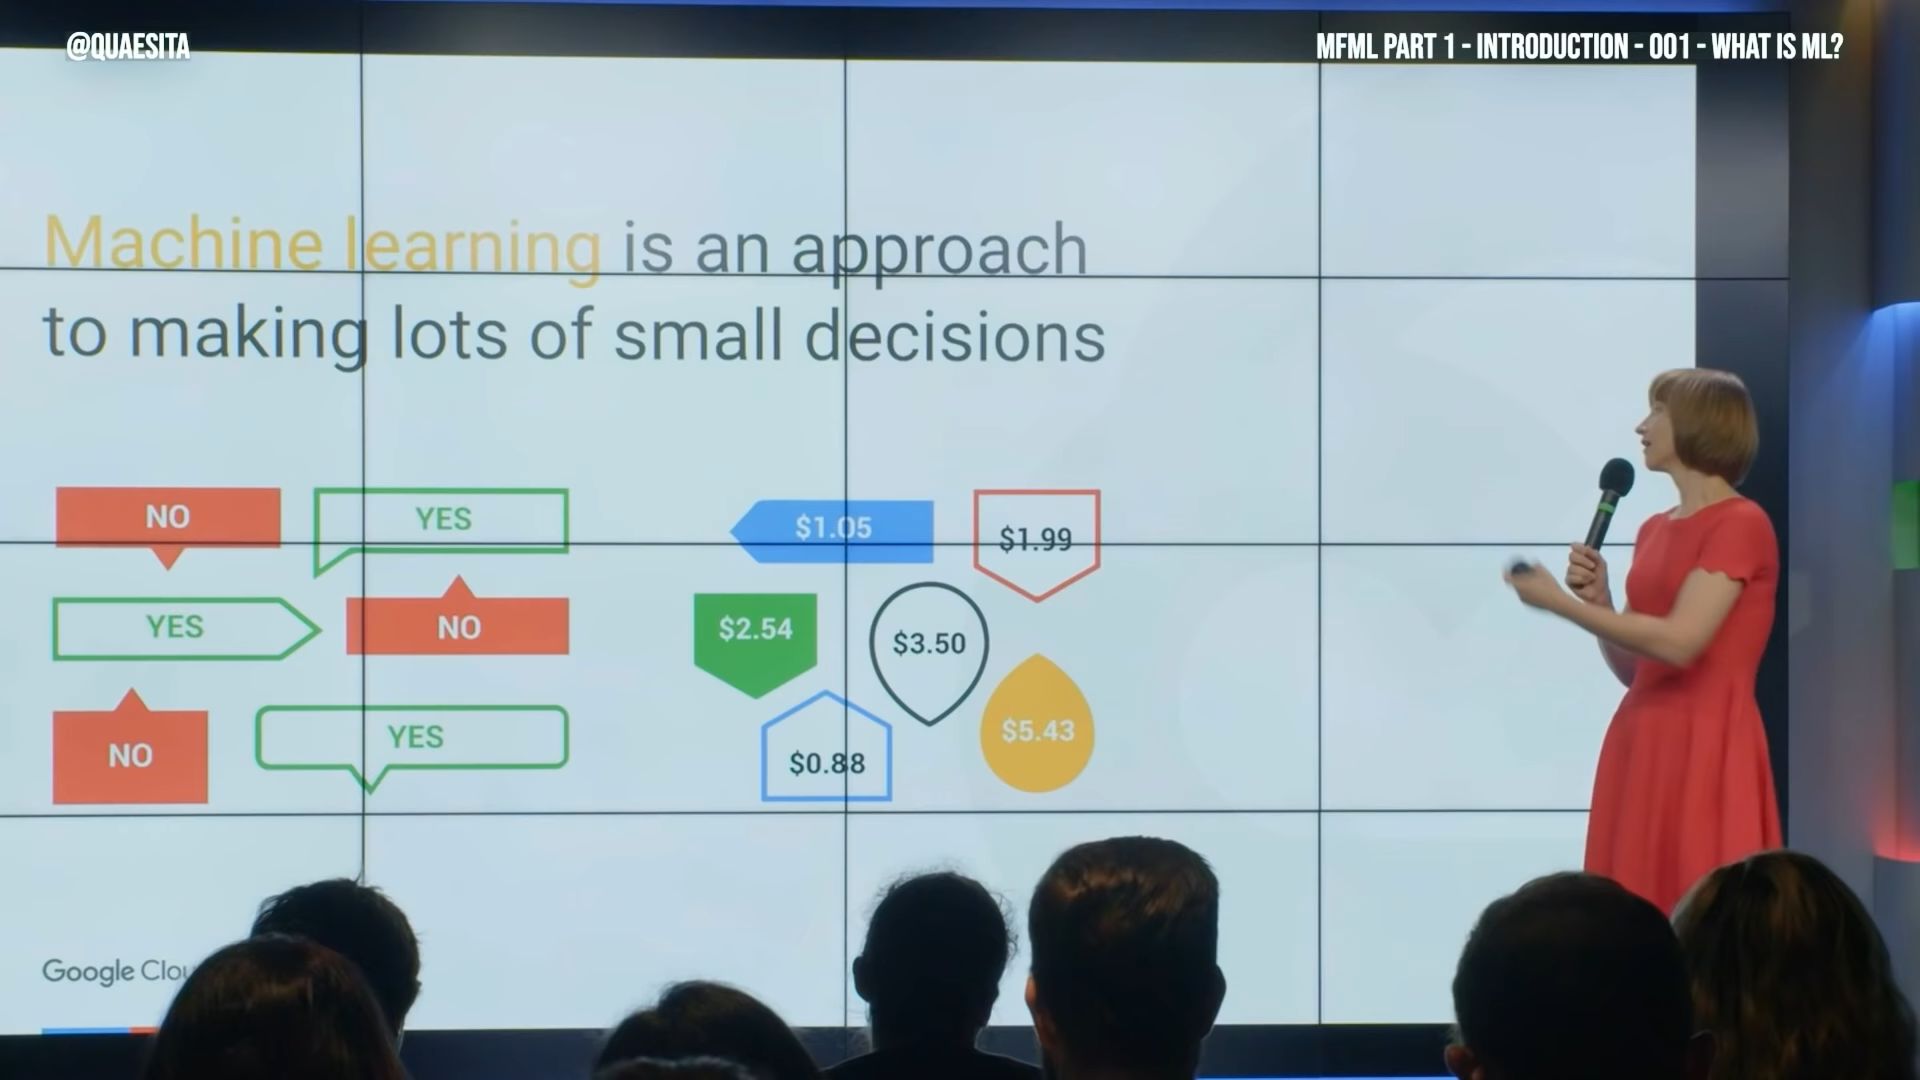 @QUAESITA
MFML PART 1 - INTRODUCTION - 001 - WHAT IS ML?
Machine learning is an approach
to making lots of small decisions
NO
YES
YES
NO
NO
YES
$1.05
$1.99
$2.54
$3.50
$0.88
$5.43
Google